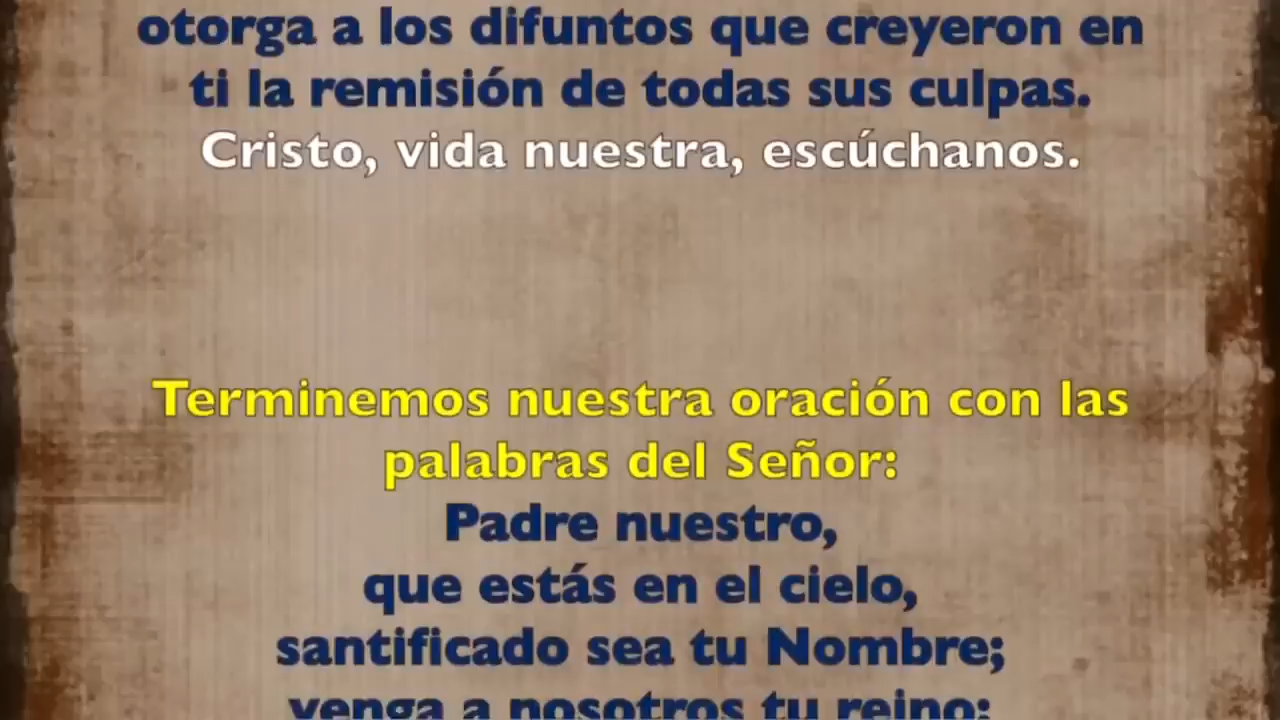 otorga a los difuntos que creyeron en
ti la remisión de todas sus culpas.
Cristo, vida nuestra, escúchanos.
Terminemos nuestra oración con las
palabras del Señor:
Padre nuestro,
que estás en el cielo,
santificado sea tu Nombre;
venga a nosotros tu reino;